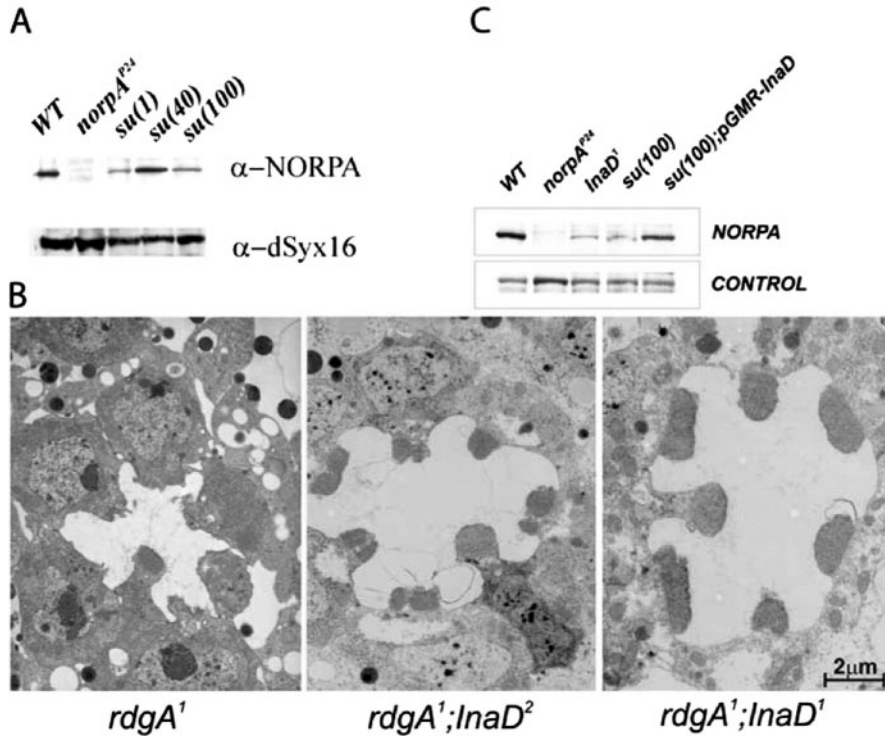 A
WT
norpA^P24
su(1)
su(40)
su(100)
α-NORPA
α-dSyx16
C
WT
norpA^P24
InaD^1
su(100)
su(100);pGMR-InaD
NORPA
CONTROL
B
2μm
rdgA^1
rdgA^1;InaD^2
rdgA^1;InaD^1